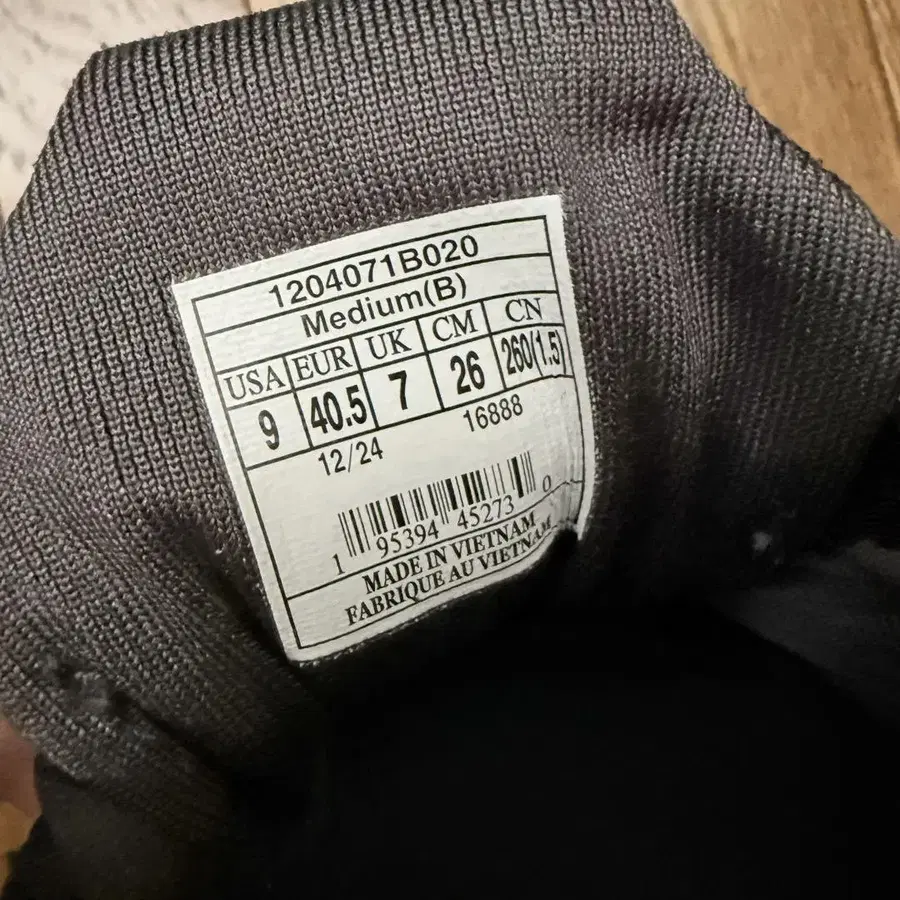 1204071B020
Medium(B)
USA EUR UK CM CN
9 40.5 7 26 260(1.5)
12/24 16888
1 95394 45273 0
MADE IN VIETNAM
FABRIQUE AU VIETNAM